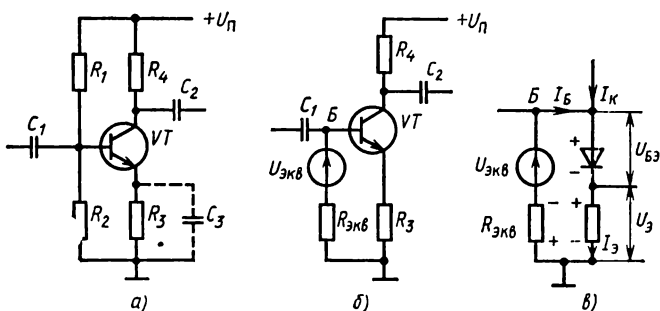 +Uп
R₁
R₄
C₂
C₁
VT
R₂
R₃
C₃
а)
+Uп
R₄
C₂
C₁
Б
VT
Uэкв
Rэкв
R₃
б)
Б
IБ
Iк
+
-
UБЭ
Uэкв
-
+
Rэкв
+
-
Iэ
Uэ
в)